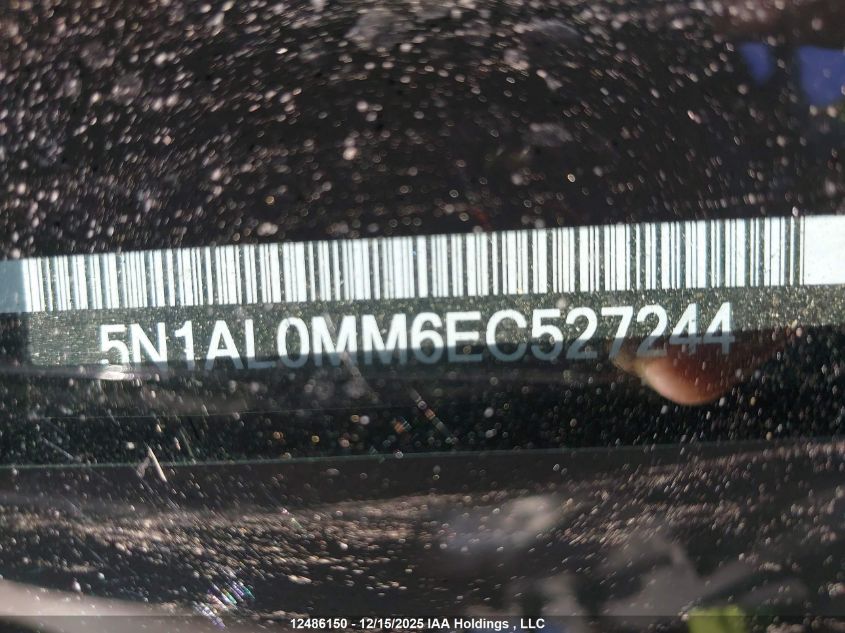 5N1AL0MM6EC527244
12486150 - 12/15/2025 IAA Holdings , LLC